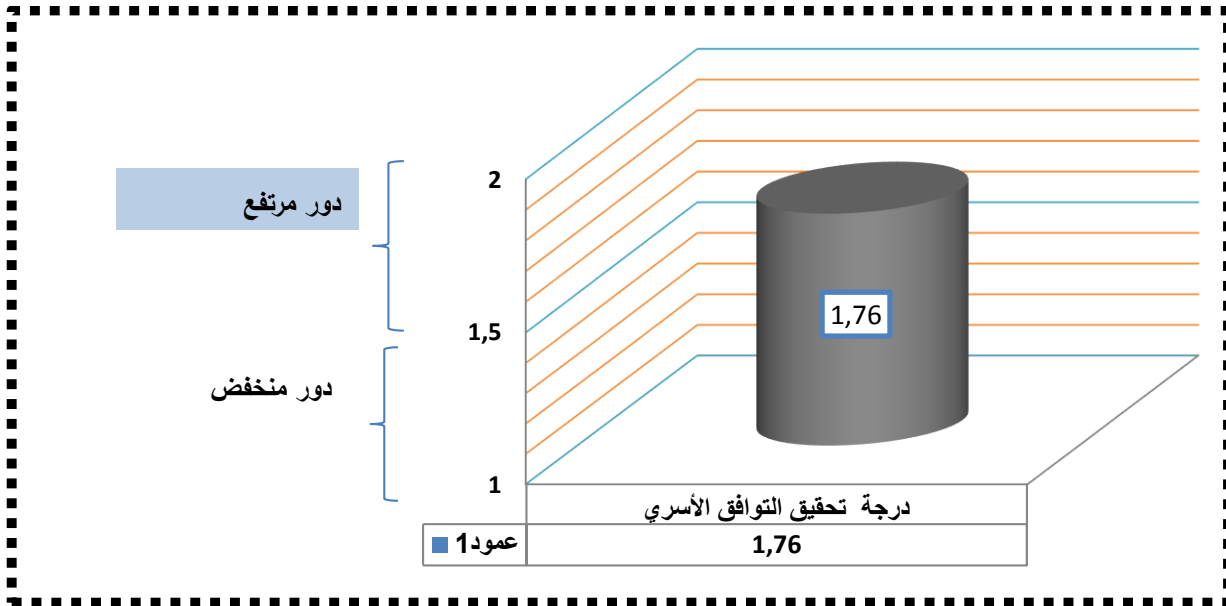 2
دور مرتفع
1,76
1,5
دور منخفض
1
درجة تحقيق التوافق الأسري
عمود1
1,76